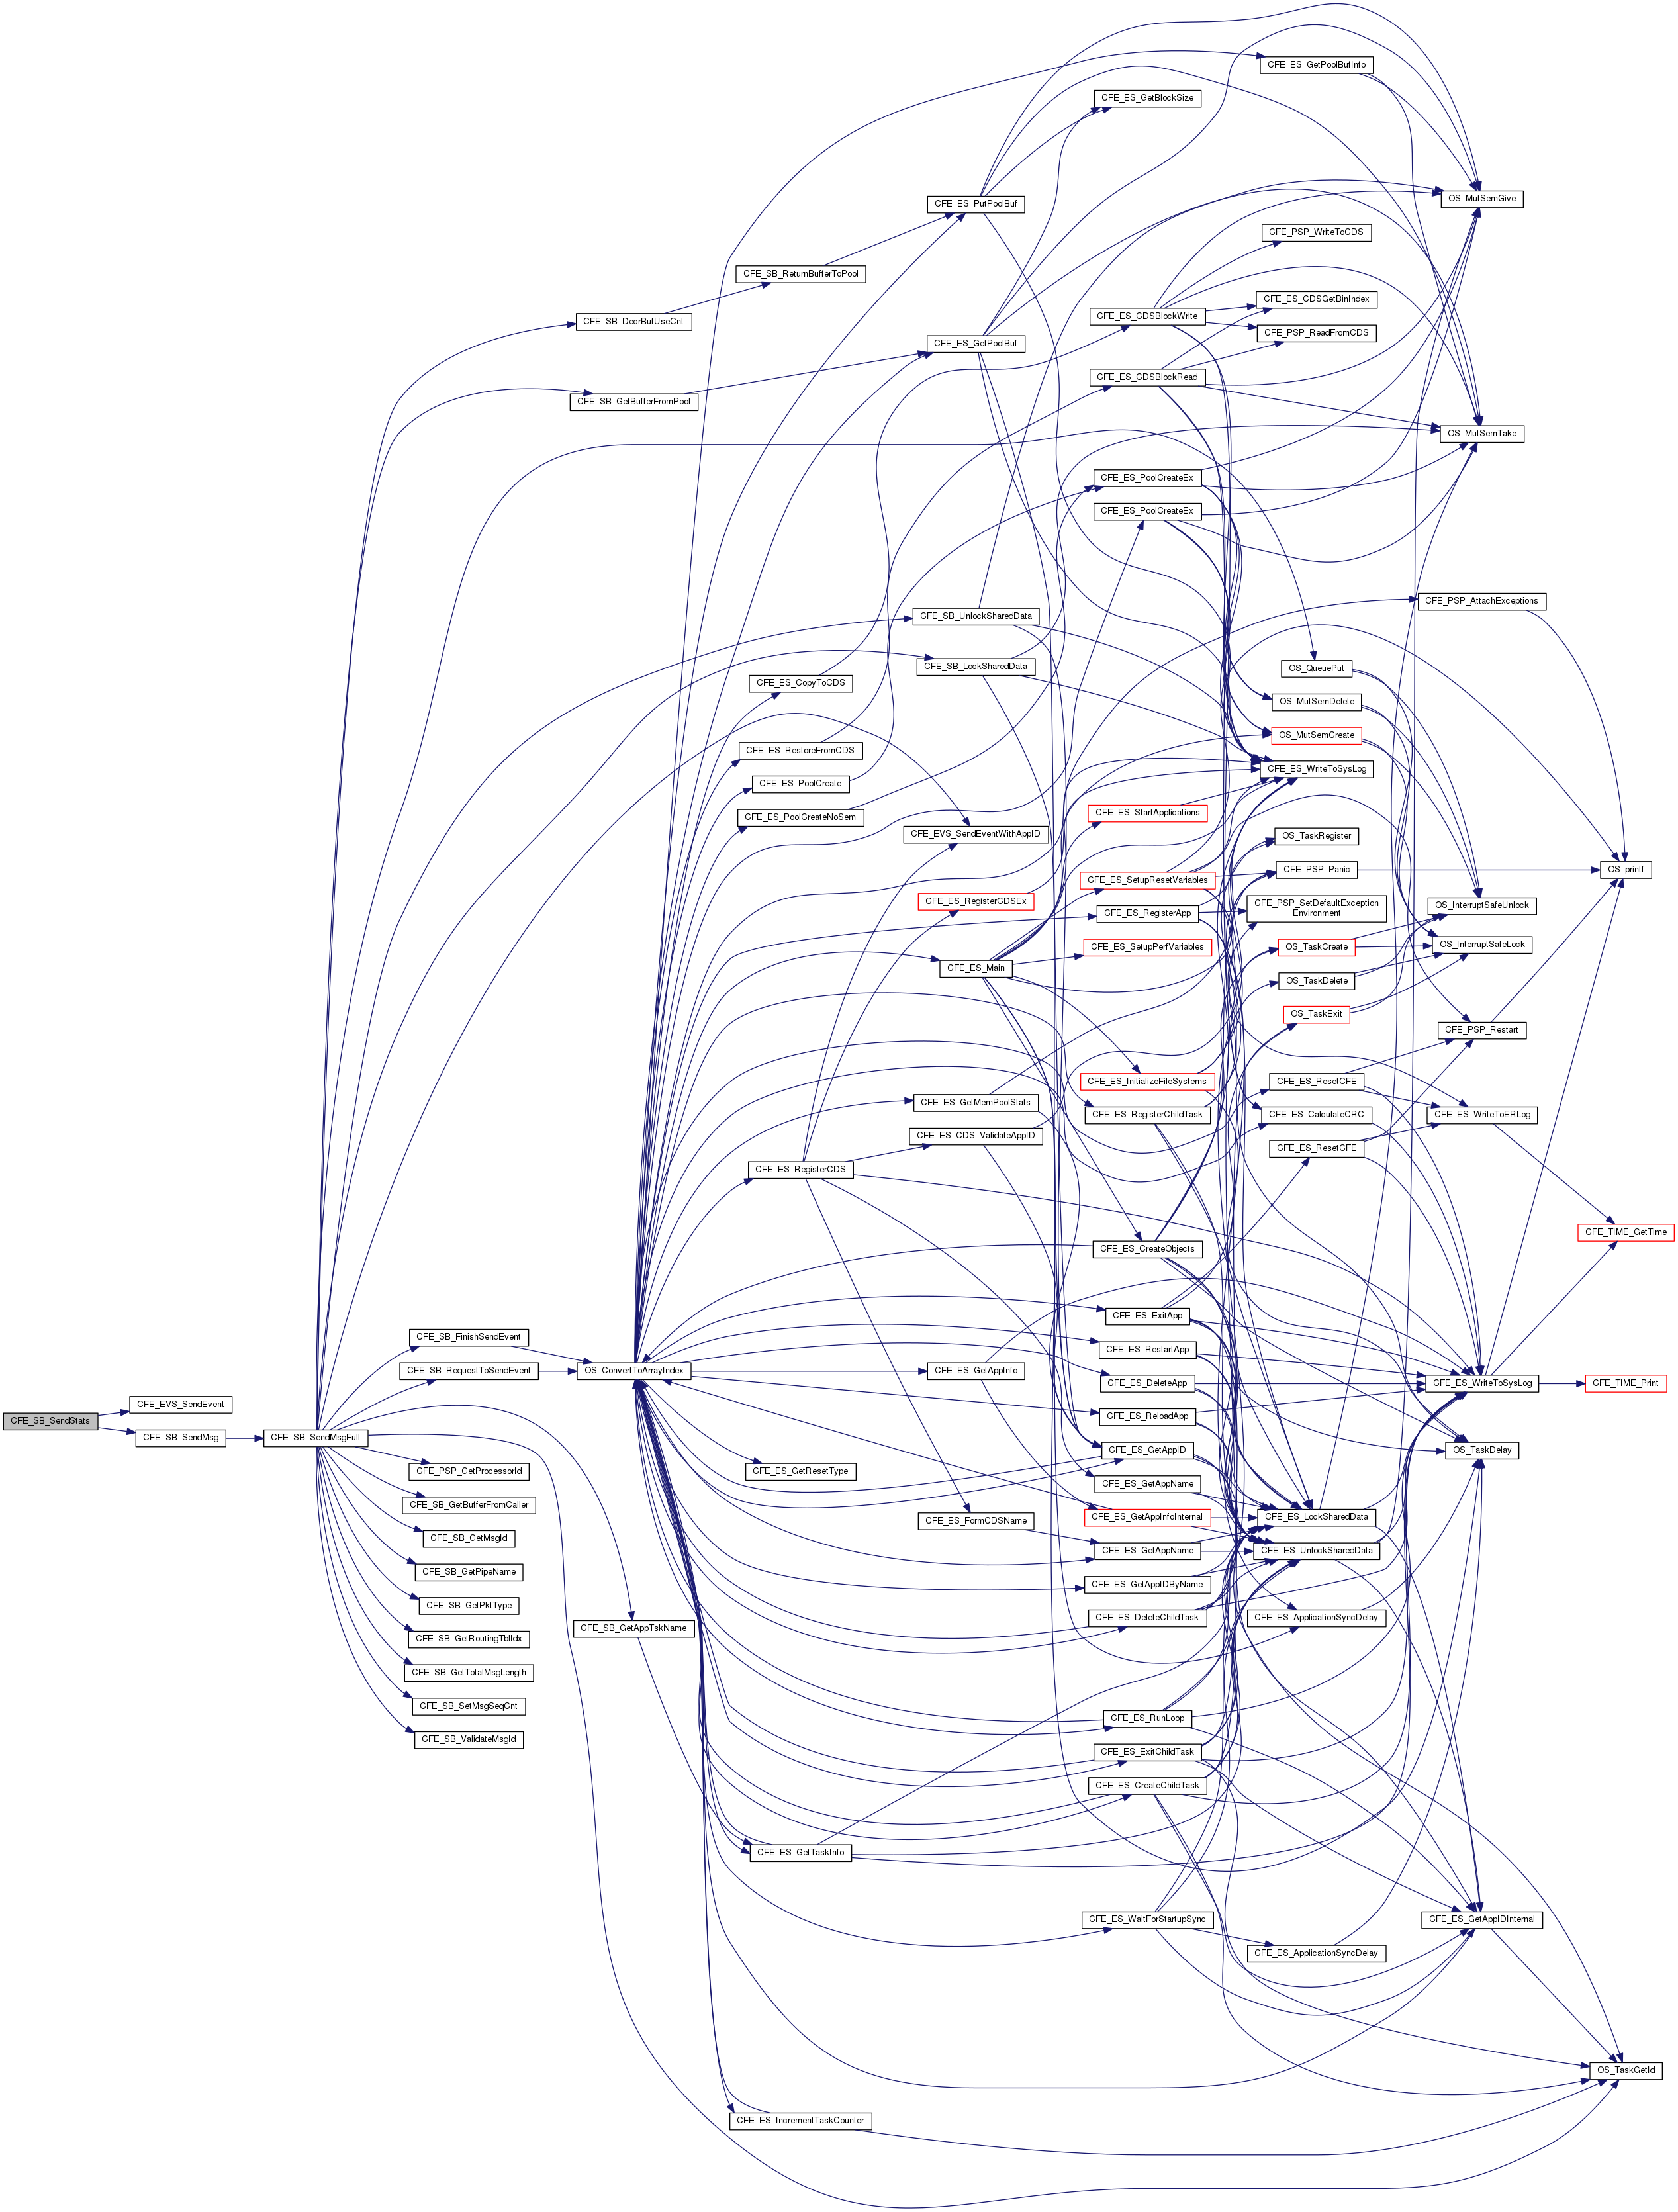 CFE_SB_SendStats
CFE_EVS_SendEvent
CFE_SB_SendMsg
CFE_SB_SendMsgFull
CFE_SB_DecrBufUseCnt
CFE_SB_GetBufferFromPool
CFE_SB_FinishSendEvent
CFE_SB_RequestToSendEvent
CFE_PSP_GetProcessorId
CFE_SB_GetBufferFromCaller
CFE_SB_GetMsgId
CFE_SB_GetPipeName
CFE_SB_GetPktType
CFE_SB_GetRoutingTblIdx
CFE_SB_GetTotalMsgLength
CFE_SB_SetMsgSeqCnt
CFE_SB_ValidateMsgId
OS_ConvertToArrayIndex
CFE_SB_GetAppTskName
CFE_SB_ReturnBufferToPool
CFE_ES_CopyToCDS
CFE_ES_RestoreFromCDS
CFE_ES_PoolCreate
CFE_ES_PoolCreateNoSem
CFE_ES_RegisterCDS
CFE_ES_GetResetType
CFE_ES_GetTaskInfo
CFE_ES_IncrementTaskCounter
CFE_ES_PutPoolBuf
CFE_ES_GetPoolBuf
CFE_SB_UnlockSharedData
CFE_SB_LockSharedData
CFE_EVS_SendEventWithAppID
CFE_ES_RegisterCDSEx
CFE_ES_Main
CFE_ES_GetMemPoolStats
CFE_ES_CDS_ValidateAppID
CFE_ES_GetAppInfo
CFE_ES_FormCDSName
CFE_ES_GetBlockSize
CFE_ES_CDSBlockWrite
CFE_ES_CDSBlockRead
CFE_ES_PoolCreateEx
CFE_ES_PoolCreateEx
CFE_ES_StartApplications
CFE_ES_SetupResetVariables
CFE_ES_RegisterApp
CFE_ES_SetupPerfVariables
CFE_ES_InitializeFileSystems
CFE_ES_RegisterChildTask
CFE_ES_CreateObjects
CFE_ES_ExitApp
CFE_ES_RestartApp
CFE_ES_DeleteApp
CFE_ES_ReloadApp
CFE_ES_GetAppID
CFE_ES_GetAppName
CFE_ES_GetAppInfoInternal
CFE_ES_GetAppName
CFE_ES_GetAppIDByName
CFE_ES_DeleteChildTask
CFE_ES_RunLoop
CFE_ES_ExitChildTask
CFE_ES_CreateChildTask
CFE_ES_WaitForStartupSync
CFE_ES_GetPoolBufInfo
CFE_PSP_WriteToCDS
CFE_ES_CDSGetBinIndex
CFE_PSP_ReadFromCDS
OS_QueuePut
OS_MutSemDelete
OS_MutSemCreate
CFE_ES_WriteToSysLog
OS_TaskRegister
CFE_PSP_Panic
CFE_PSP_SetDefaultException
Environment
OS_TaskCreate
OS_TaskDelete
OS_TaskExit
CFE_ES_ResetCFE
CFE_ES_CalculateCRC
CFE_ES_ResetCFE
CFE_ES_LockSharedData
CFE_ES_UnlockSharedData
CFE_ES_ApplicationSyncDelay
CFE_ES_ApplicationSyncDelay
OS_MutSemGive
OS_MutSemTake
CFE_PSP_AttachExceptions
OS_InterruptSafeUnlock
OS_InterruptSafeLock
CFE_PSP_Restart
CFE_ES_WriteToERLog
CFE_ES_WriteToSysLog
OS_TaskDelay
CFE_ES_GetAppIDInternal
OS_printf
CFE_TIME_GetTime
CFE_TIME_Print
OS_TaskGetId